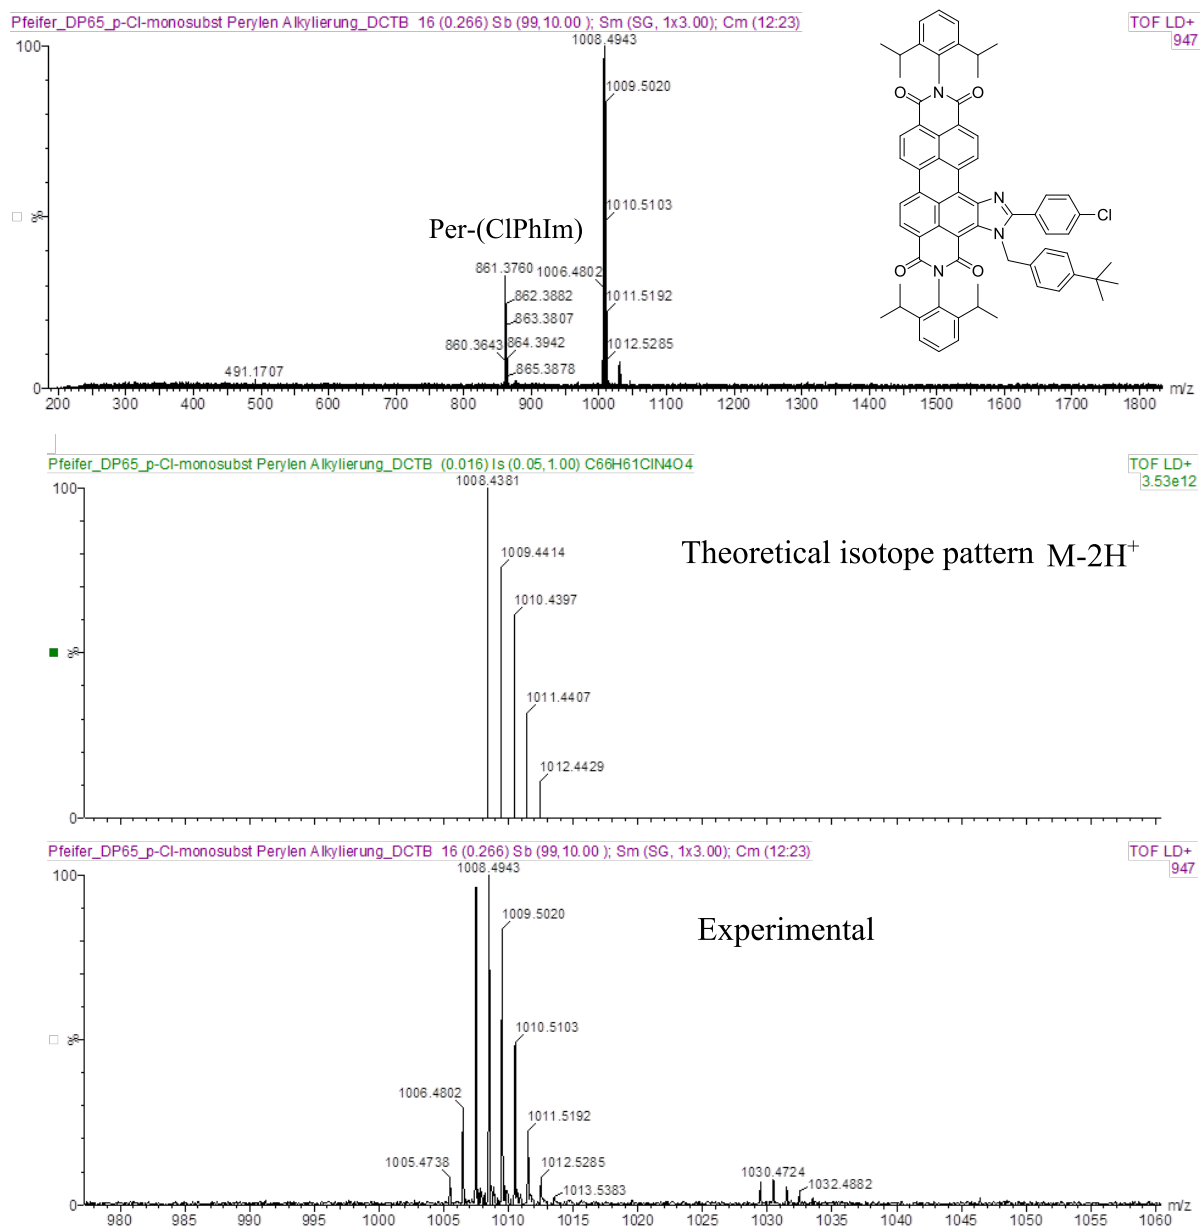 Pfeifer_DP65_p-Cl-monosubst Perylen Alkylierung_DCTB 16 (0.266) Sb (99,10.00 ); Sm (SG, 1x3.00); Cm (12:23)
TOF LD+
947
100
1008.4943
1009.5020
1010.5103
Per-(ClPhIm)
%
861.3760
1006.4802
862.3882
1011.5192
863.3807
860.3643
864.3942
1012.5285
865.3878
491.1707
0
200 300 400 500 600 700 800 900 1000 1100 1200 1300 1400 1500 1600 1700 1800 m/z
O N O
N
N
Cl
O N O
Pfeifer_DP65_p-Cl-monosubst Perylen Alkylierung_DCTB (0.016) Is (0.05,1.00) C66H61ClN4O4
TOF LD+
3.53e12
100
1008.4381
1009.4414
Theoretical isotope pattern M-2H+
1010.4397
%
1011.4407
1012.4429
0
Pfeifer_DP65_p-Cl-monosubst Perylen Alkylierung_DCTB 16 (0.266) Sb (99,10.00 ); Sm (SG, 1x3.00); Cm (12:23)
TOF LD+
947
100
1008.4943
1009.5020
Experimental
1010.5103
%
1006.4802
1011.5192
1005.4738
1012.5285
1013.5383
1030.4724
1032.4882
0
980 985 990 995 1000 1005 1010 1015 1020 1025 1030 1035 1040 1045 1050 1055 1060 m/z